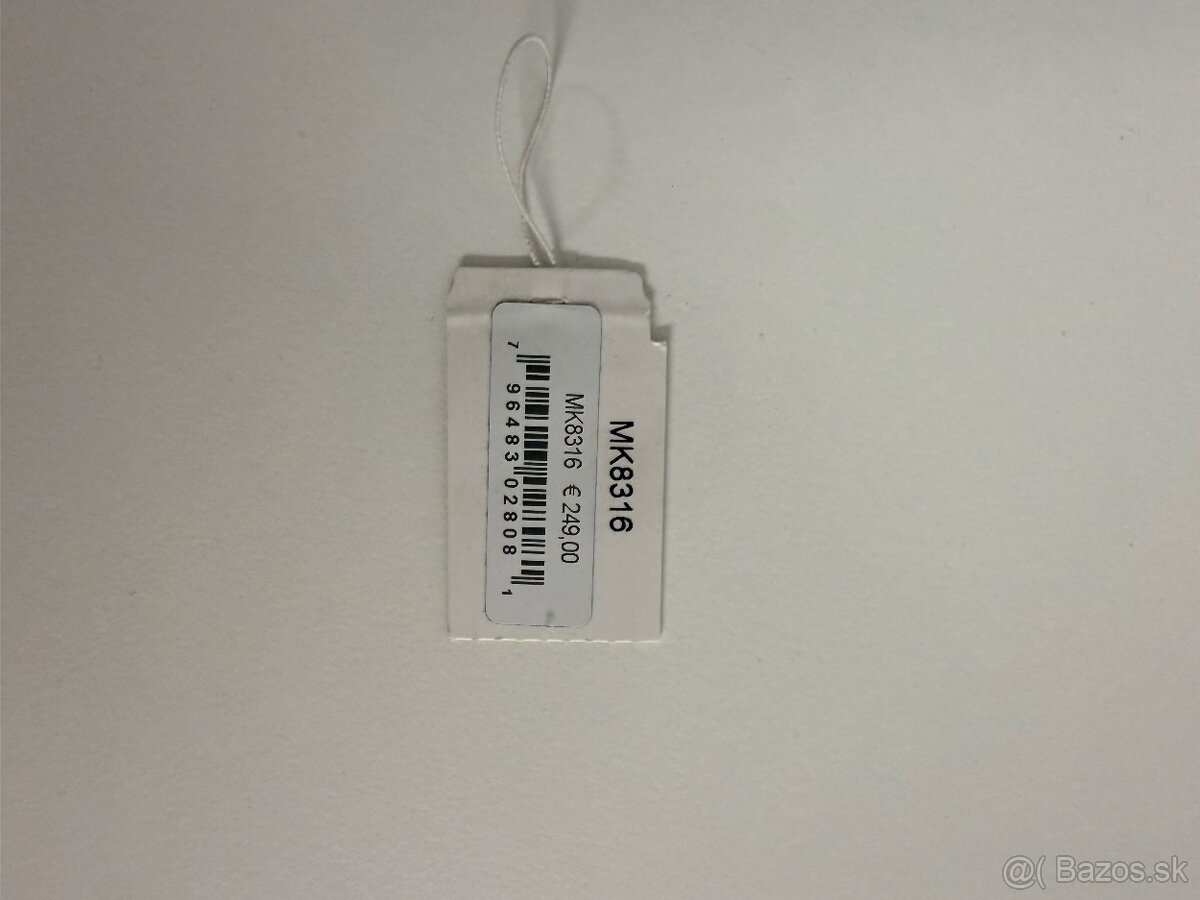 MK8316
MK8316 € 249,00
7 96483 02808 1
@( Bazos.sk